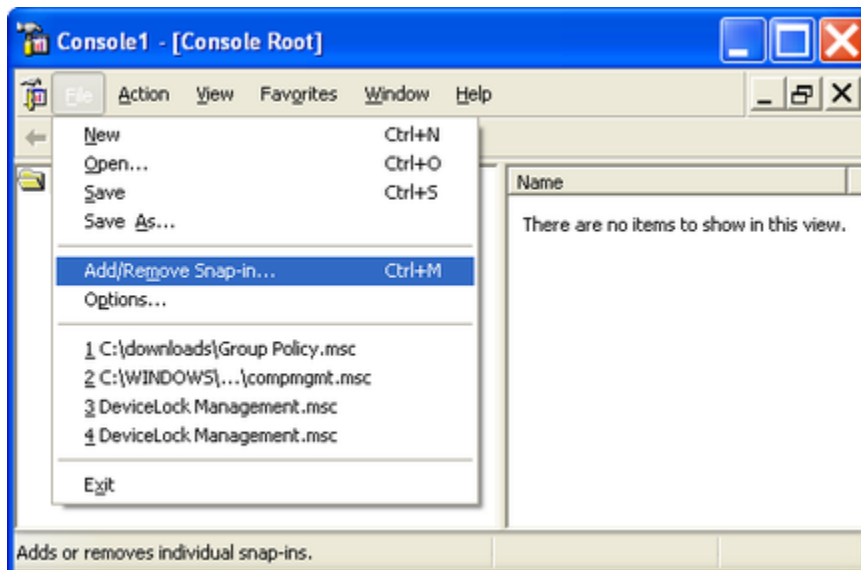 Console1 - [Console Root]
File Action View Favorites Window Help
New Ctrl+N
Open... Ctrl+O
Save Ctrl+S
Save As...
Add/Remove Snap-in... Ctrl+M
Options...
1 C:\downloads\Group Policy.msc
2 C:\WINDOWS\...\compmgmt.msc
3 DeviceLock Management.msc
4 DeviceLock Management.msc
Exit
Name
There are no items to show in this view.
Adds or removes individual snap-ins.